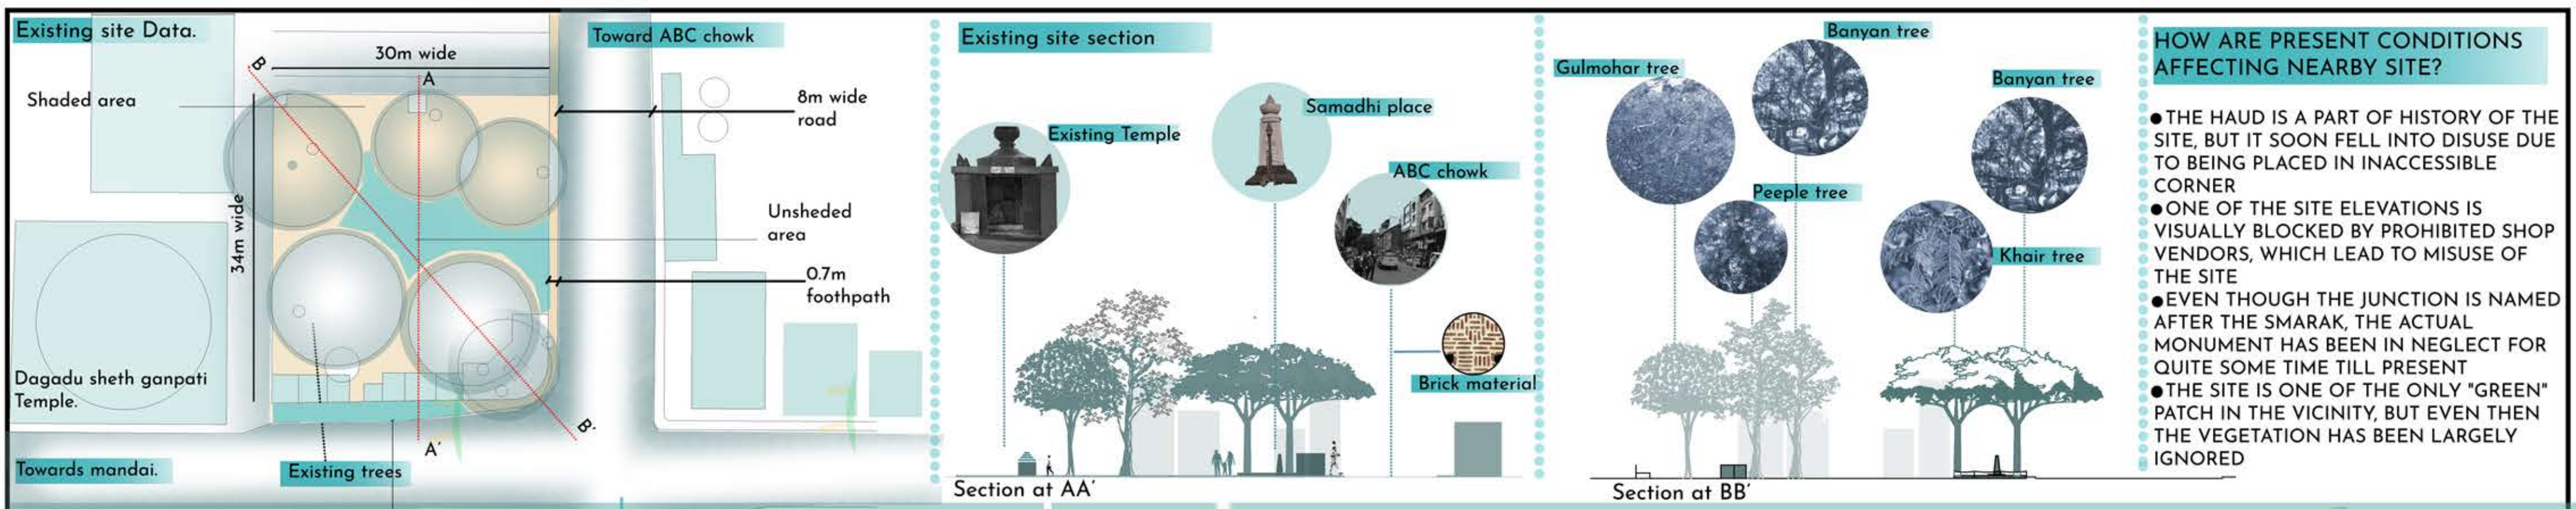 Existing site Data.
30m wide
Toward ABC chowk
B
A
Shaded area
8m wide
road
34m wide
Unsheded
area
0.7m
foothpath
Dagadu sheth ganpati
Temple.
B'
A'
Towards mandai.
Existing trees
Existing site section
Samadhi place
Existing Temple
ABC chowk
Brick material
Section at AA'
Banyan tree
Gulmohar tree
Banyan tree
Peeple tree
Khair tree
Section at BB'
HOW ARE PRESENT CONDITIONS
AFFECTING NEARBY SITE?
●THE HAUD IS A PART OF HISTORY OF THE
SITE, BUT IT SOON FELL INTO DISUSE DUE
TO BEING PLACED IN INACCESSIBLE
CORNER
●ONE OF THE SITE ELEVATIONS IS
VISUALLY BLOCKED BY PROHIBITED SHOP
VENDORS, WHICH LEAD TO MISUSE OF
THE SITE
●EVEN THOUGH THE JUNCTION IS NAMED
AFTER THE SMARAK, THE ACTUAL
MONUMENT HAS BEEN IN NEGLECT FOR
QUITE SOME TIME TILL PRESENT
●THE SITE IS ONE OF THE ONLY "GREEN"
PATCH IN THE VICINITY, BUT EVEN THEN
THE VEGETATION HAS BEEN LARGELY
IGNORED